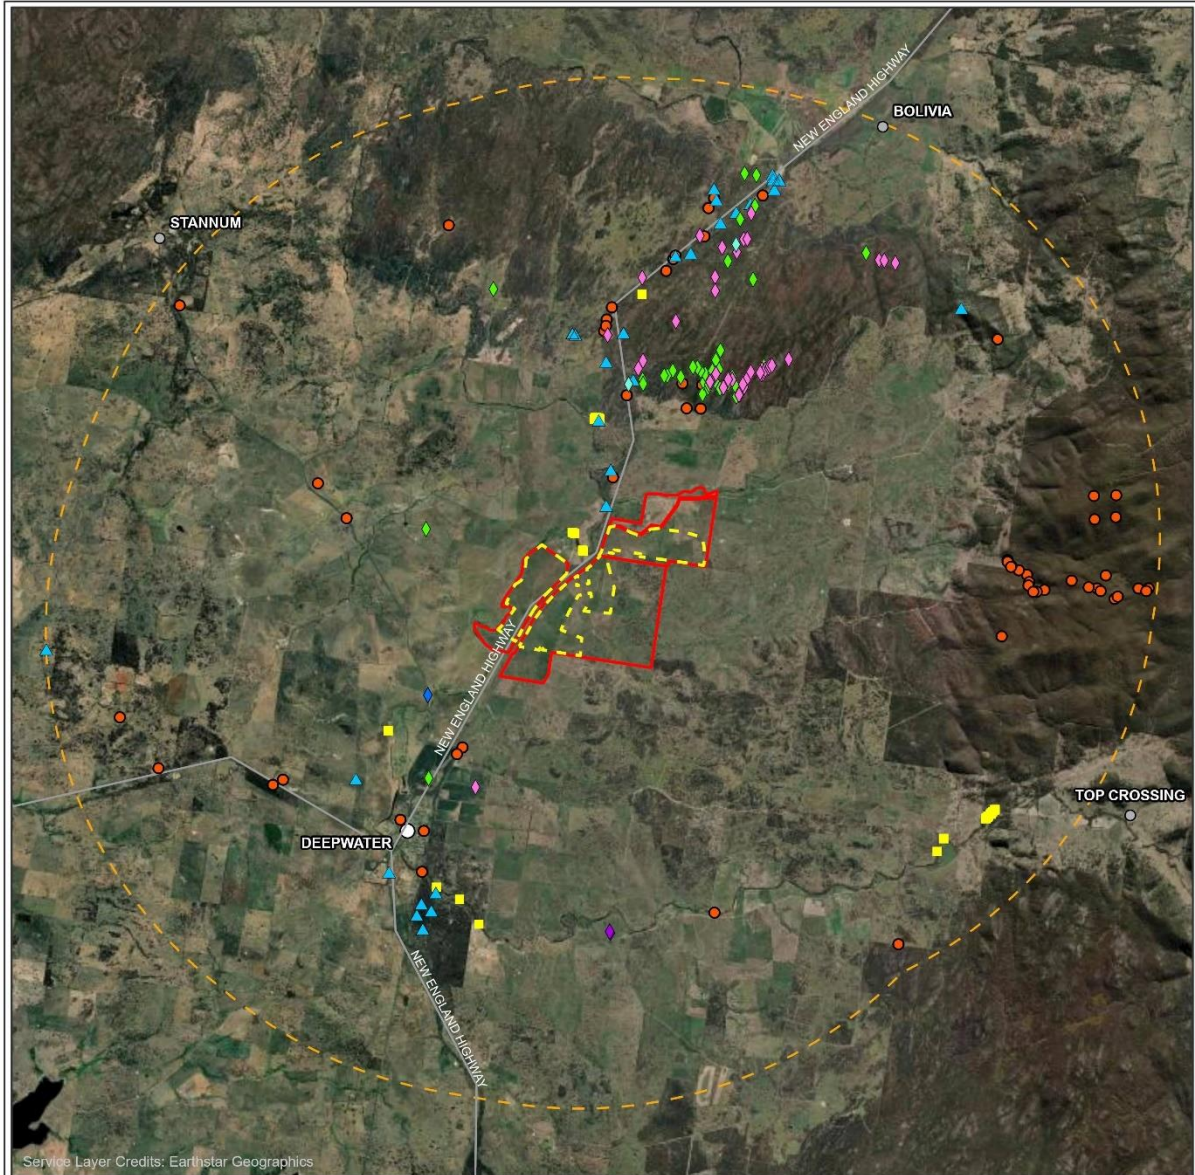 NEW ENGLAND HIGHWAY
BOLIVIA
STANNUM
NEW ENGLAND HIGHWAY
TOP CROSSING
DEEPWATER
NEW ENGLAND HIGHWAY
Service Layer Credits: Earthstar Geographics